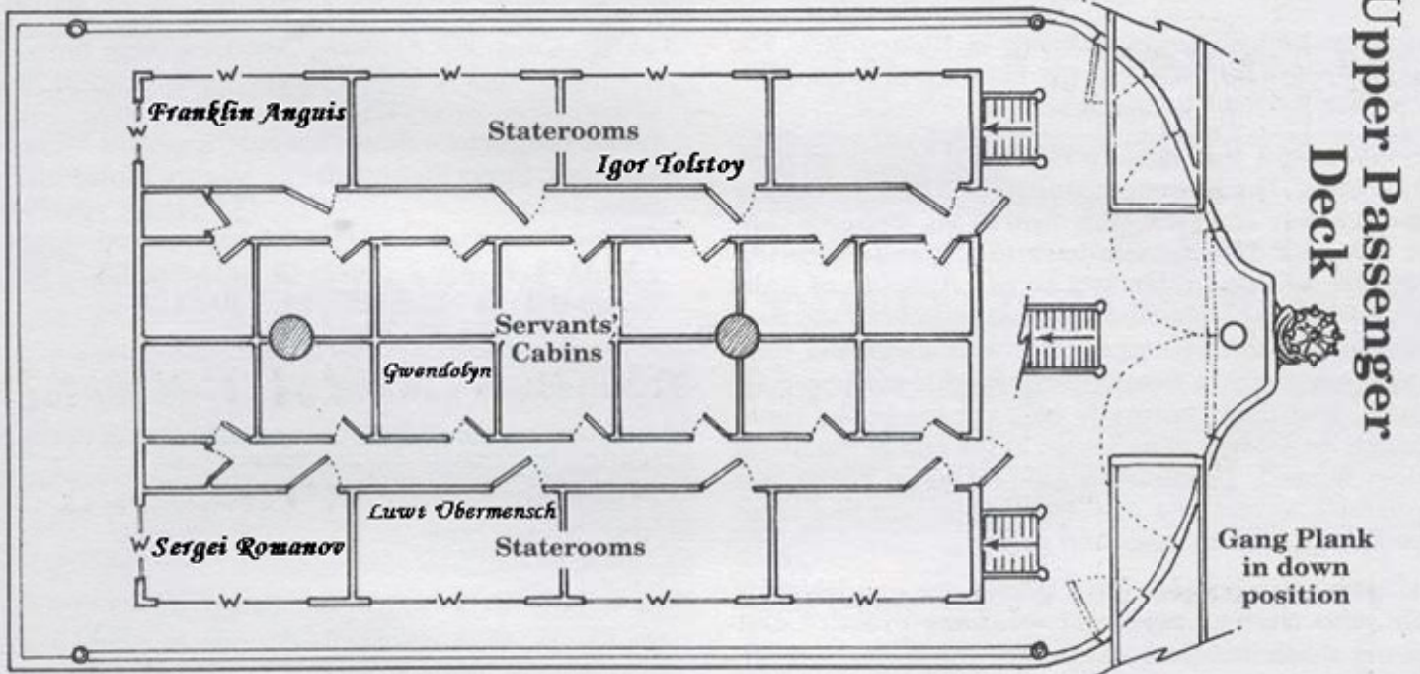 Upper Passenger
Deck
Franklin Anguis
Staterooms
Igor Tolstoy
Servants'
Cabins
Gwendolyn
Luwt Übermensch
Sergei Romanov
Staterooms
Gang Plank
in down
position
W
W
W
W
W
W
W
W
W
W